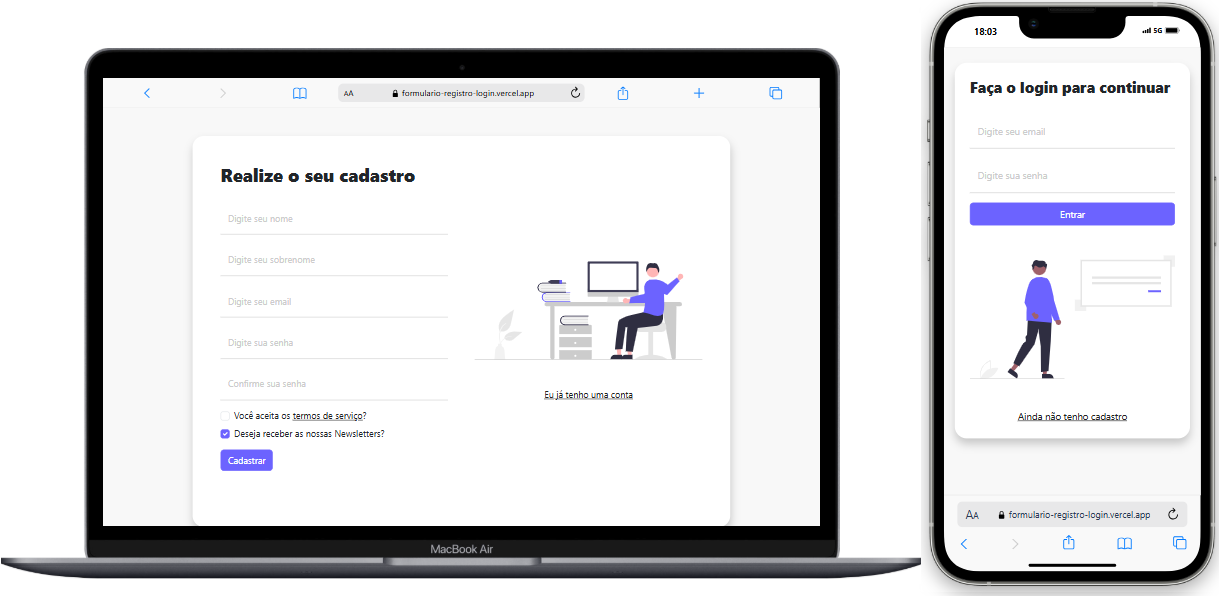 AA formulario-registro-login.vercel.app
Realize o seu cadastro
Digite seu nome
Digite seu sobrenome
Digite seu email
Digite sua senha
Confirme sua senha
Você aceita os termos de serviço?
Deseja receber as nossas Newsletters?
Cadastrar
Eu já tenho uma conta
MacBook Air
18:03 5G
Faça o login para continuar
Digite seu email
Digite sua senha
Entrar
Ainda não tenho cadastro
AA formulario-registro-login.vercel.app